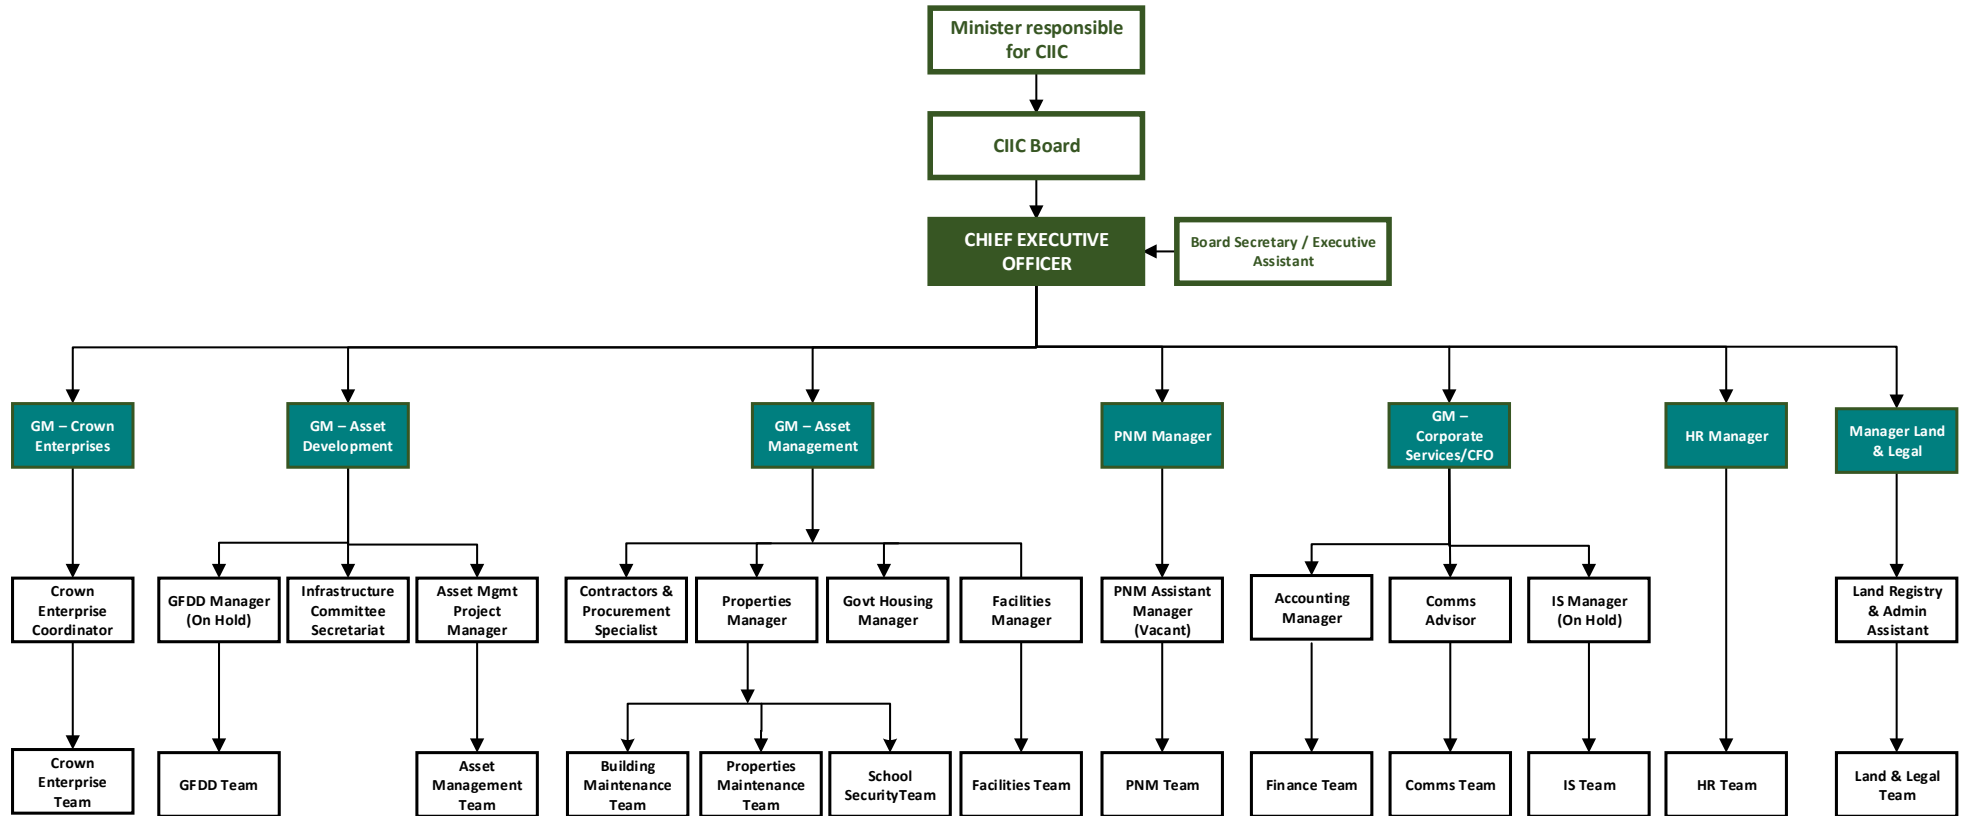 Minister responsible
for CIIC
CIIC Board
CHIEF EXECUTIVE
OFFICER
Board Secretary / Executive
Assistant
GM – Crown
Enterprises
GM – Asset
Development
GM – Asset
Management
PNM Manager
GM –
Corporate
Services/CFO
HR Manager
Manager Land
& Legal
Crown
Enterprise
Coordinator
GFDD Manager
(On Hold)
Infrastructure
Committee
Secretariat
Asset Mgmt
Project
Manager
Contractors &
Procurement
Specialist
Properties
Manager
Govt Housing
Manager
Facilities
Manager
PNM Assistant
Manager
(Vacant)
Accounting
Manager
Comms
Advisor
IS Manager
(On Hold)
Land Registry
& Admin
Assistant
Crown
Enterprise
Team
GFDD Team
Asset
Management
Team
Building
Maintenance
Team
Properties
Maintenance
Team
School
SecurityTeam
Facilities Team
PNM Team
Finance Team
Comms Team
IS Team
HR Team
Land & Legal
Team